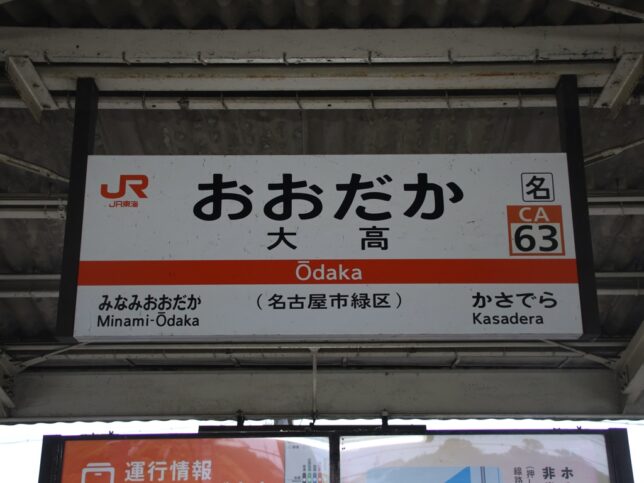 JR
JR東海
おおだか
大高
名
CA
63
Ōdaka
みなみおおだか
Minami-Ōdaka
（名古屋市緑区）
かさでら
Kasadera
運行情報
非
ホ